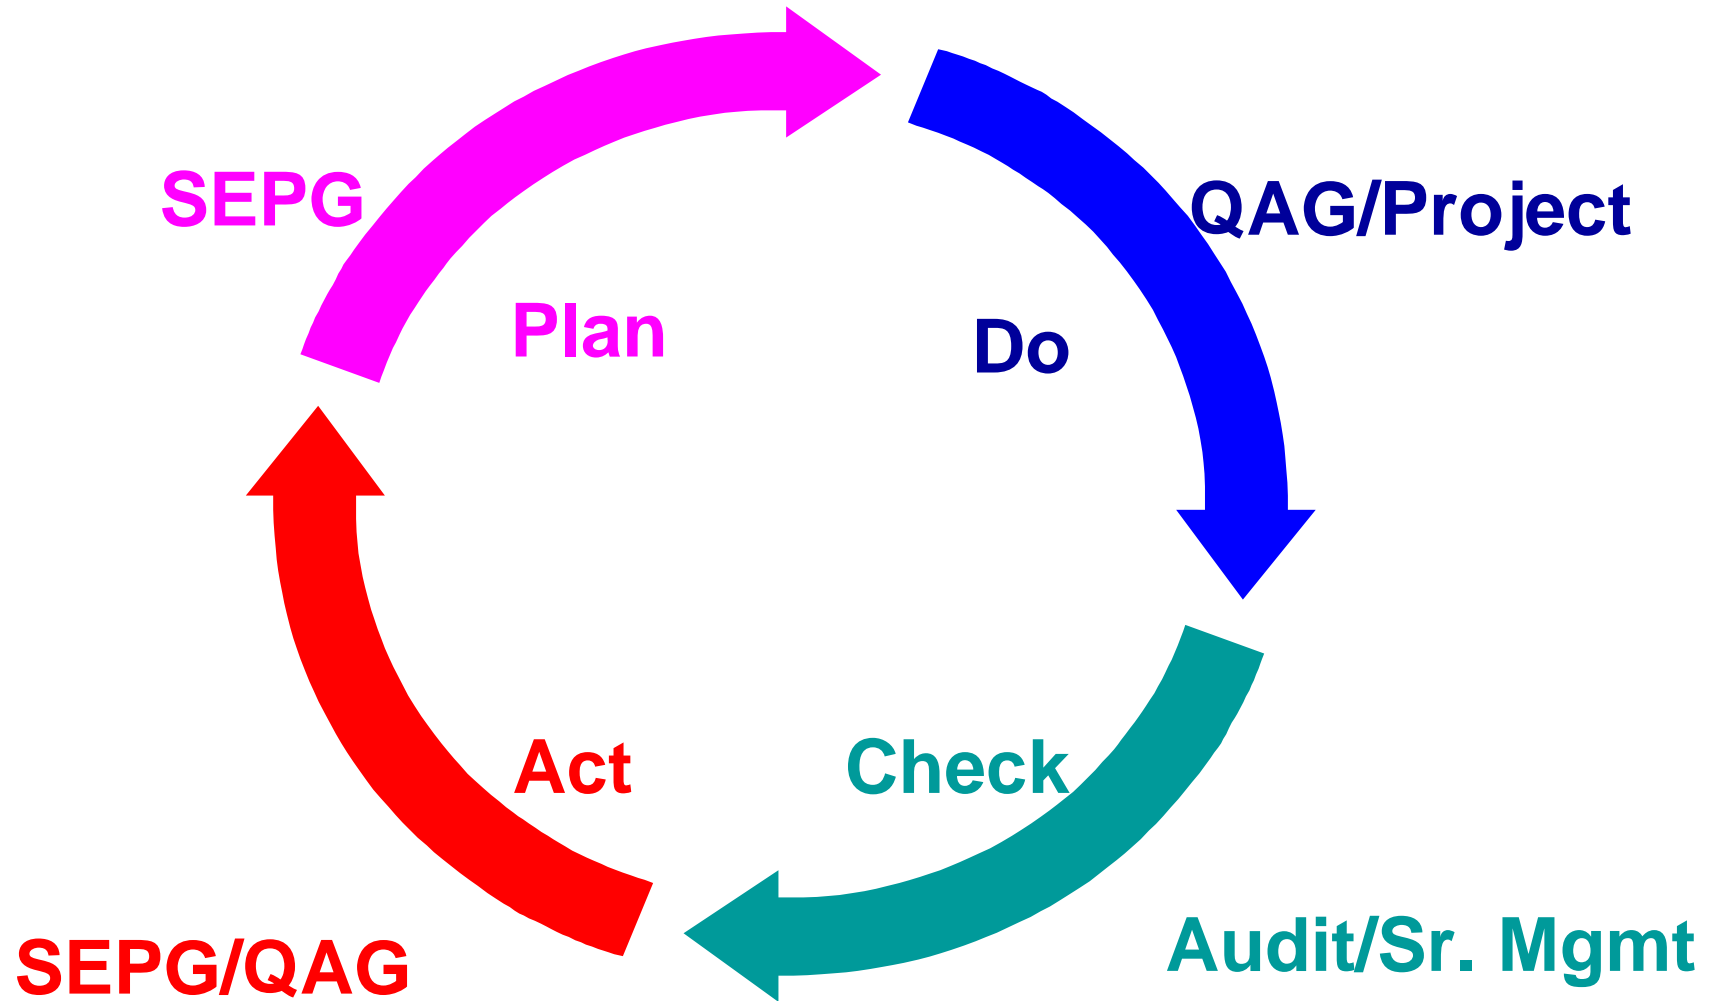 SEPG
QAG/Project
Plan
Do
Act
Check
SEPG/QAG
Audit/Sr. Mgmt